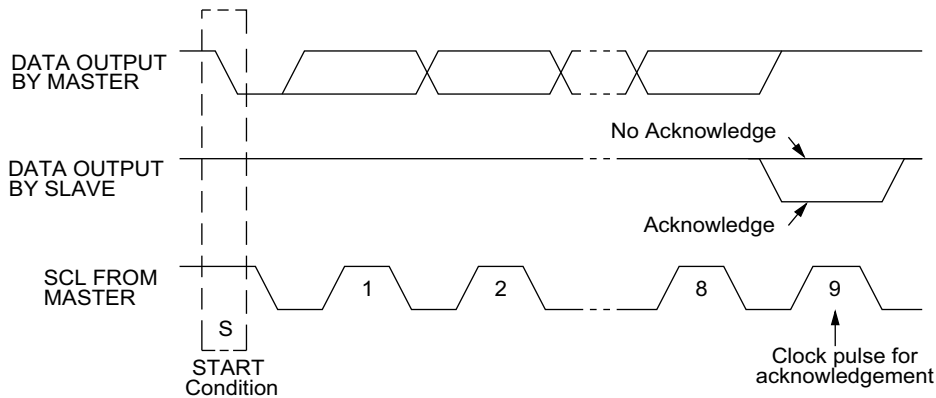 DATA OUTPUT
BY MASTER
No Acknowledge
DATA OUTPUT
BY SLAVE
Acknowledge
SCL FROM
MASTER
1
2
8
9
S
START
Condition
Clock pulse for
acknowledgement